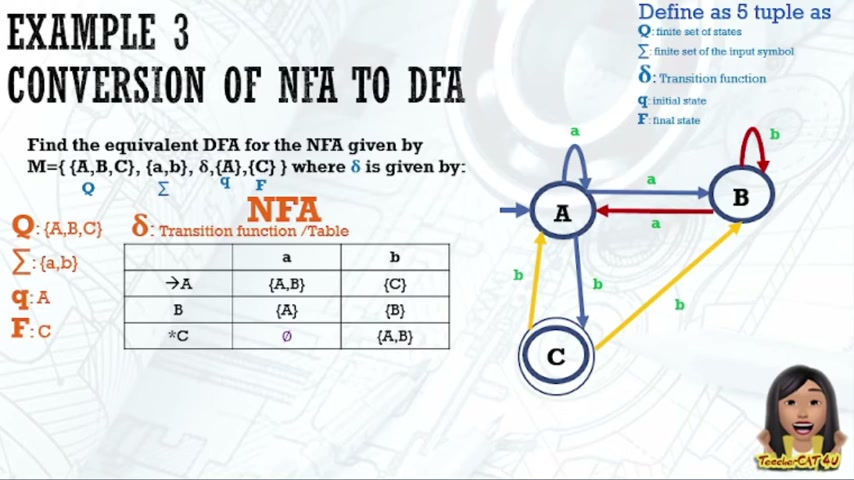 EXAMPLE 3
CONVERSION OF NFA TO DFA
Define as 5 tuple as
Q: finite set of states
∑: finite set of the input symbol
δ: Transition function
q: initial state
F: final state
Find the equivalent DFA for the NFA given by
M={ {A,B,C}, {a,b}, δ,{A},{C} } where δ is given by:
Q ∑ q F
NFA
Q: {A,B,C}
∑: {a,b}
q: A
F: C
δ: Transition function /Table
a b
→A {A,B} {C}
B {A} {B}
*C ∅ {A,B}
a
b
A
a
B
a
b
b
b
C
TeacherCAT4U